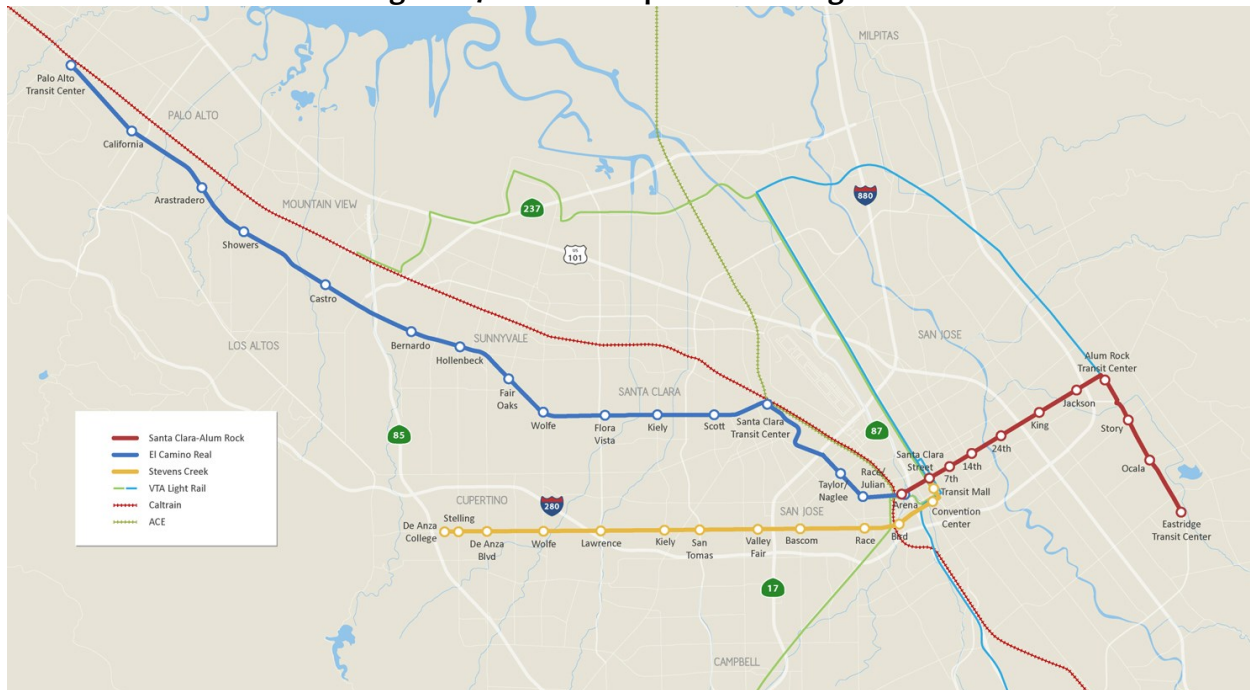 MILPITAS
Palo Alto
Transit Center
PALO ALTO
California
Arastradero
MOUNTAIN VIEW
237
880
US
101
Showers
Castro
LOS ALTOS
Bernardo
SUNNYVALE
Hollenbeck
SAN JOSE
Alum Rock
Transit Center
Fair
Oaks
SANTA CLARA
Jackson
Wolfe
Flora
Vista
Kiely
Scott
Santa Clara
Transit Center
King
Story
87
85
24th
Santa Clara
Street
14th
7th
Ocala
Santa Clara-Alum Rock
El Camino Real
Stevens Creek
VTA Light Rail
Caltrain
ACE
Race/
Julian
Taylor/
Naglee
Transit Mall
Arena
Convention
Center
CUPERTINO
280
SAN JOSE
Eastridge
Transit Center
De Anza
College
Stelling
De Anza
Blvd
Wolfe
Lawrence
Kiely
San
Tomas
Valley
Fair
Bascom
Race
Bird
17
CAMPBELL